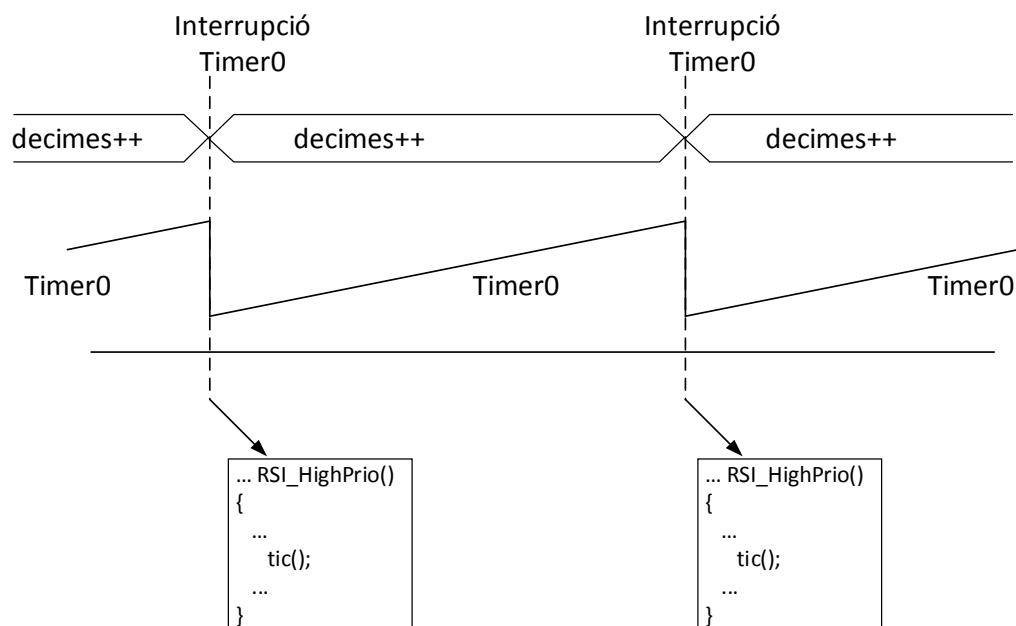 Interrupció
Timer0
Interrupció
Timer0
decimes++
decimes++
decimes++
Timer0
Timer0
Timer0
... RSI_HighPrio()
{
...
tic();
...
}
... RSI_HighPrio()
{
...
tic();
...
}